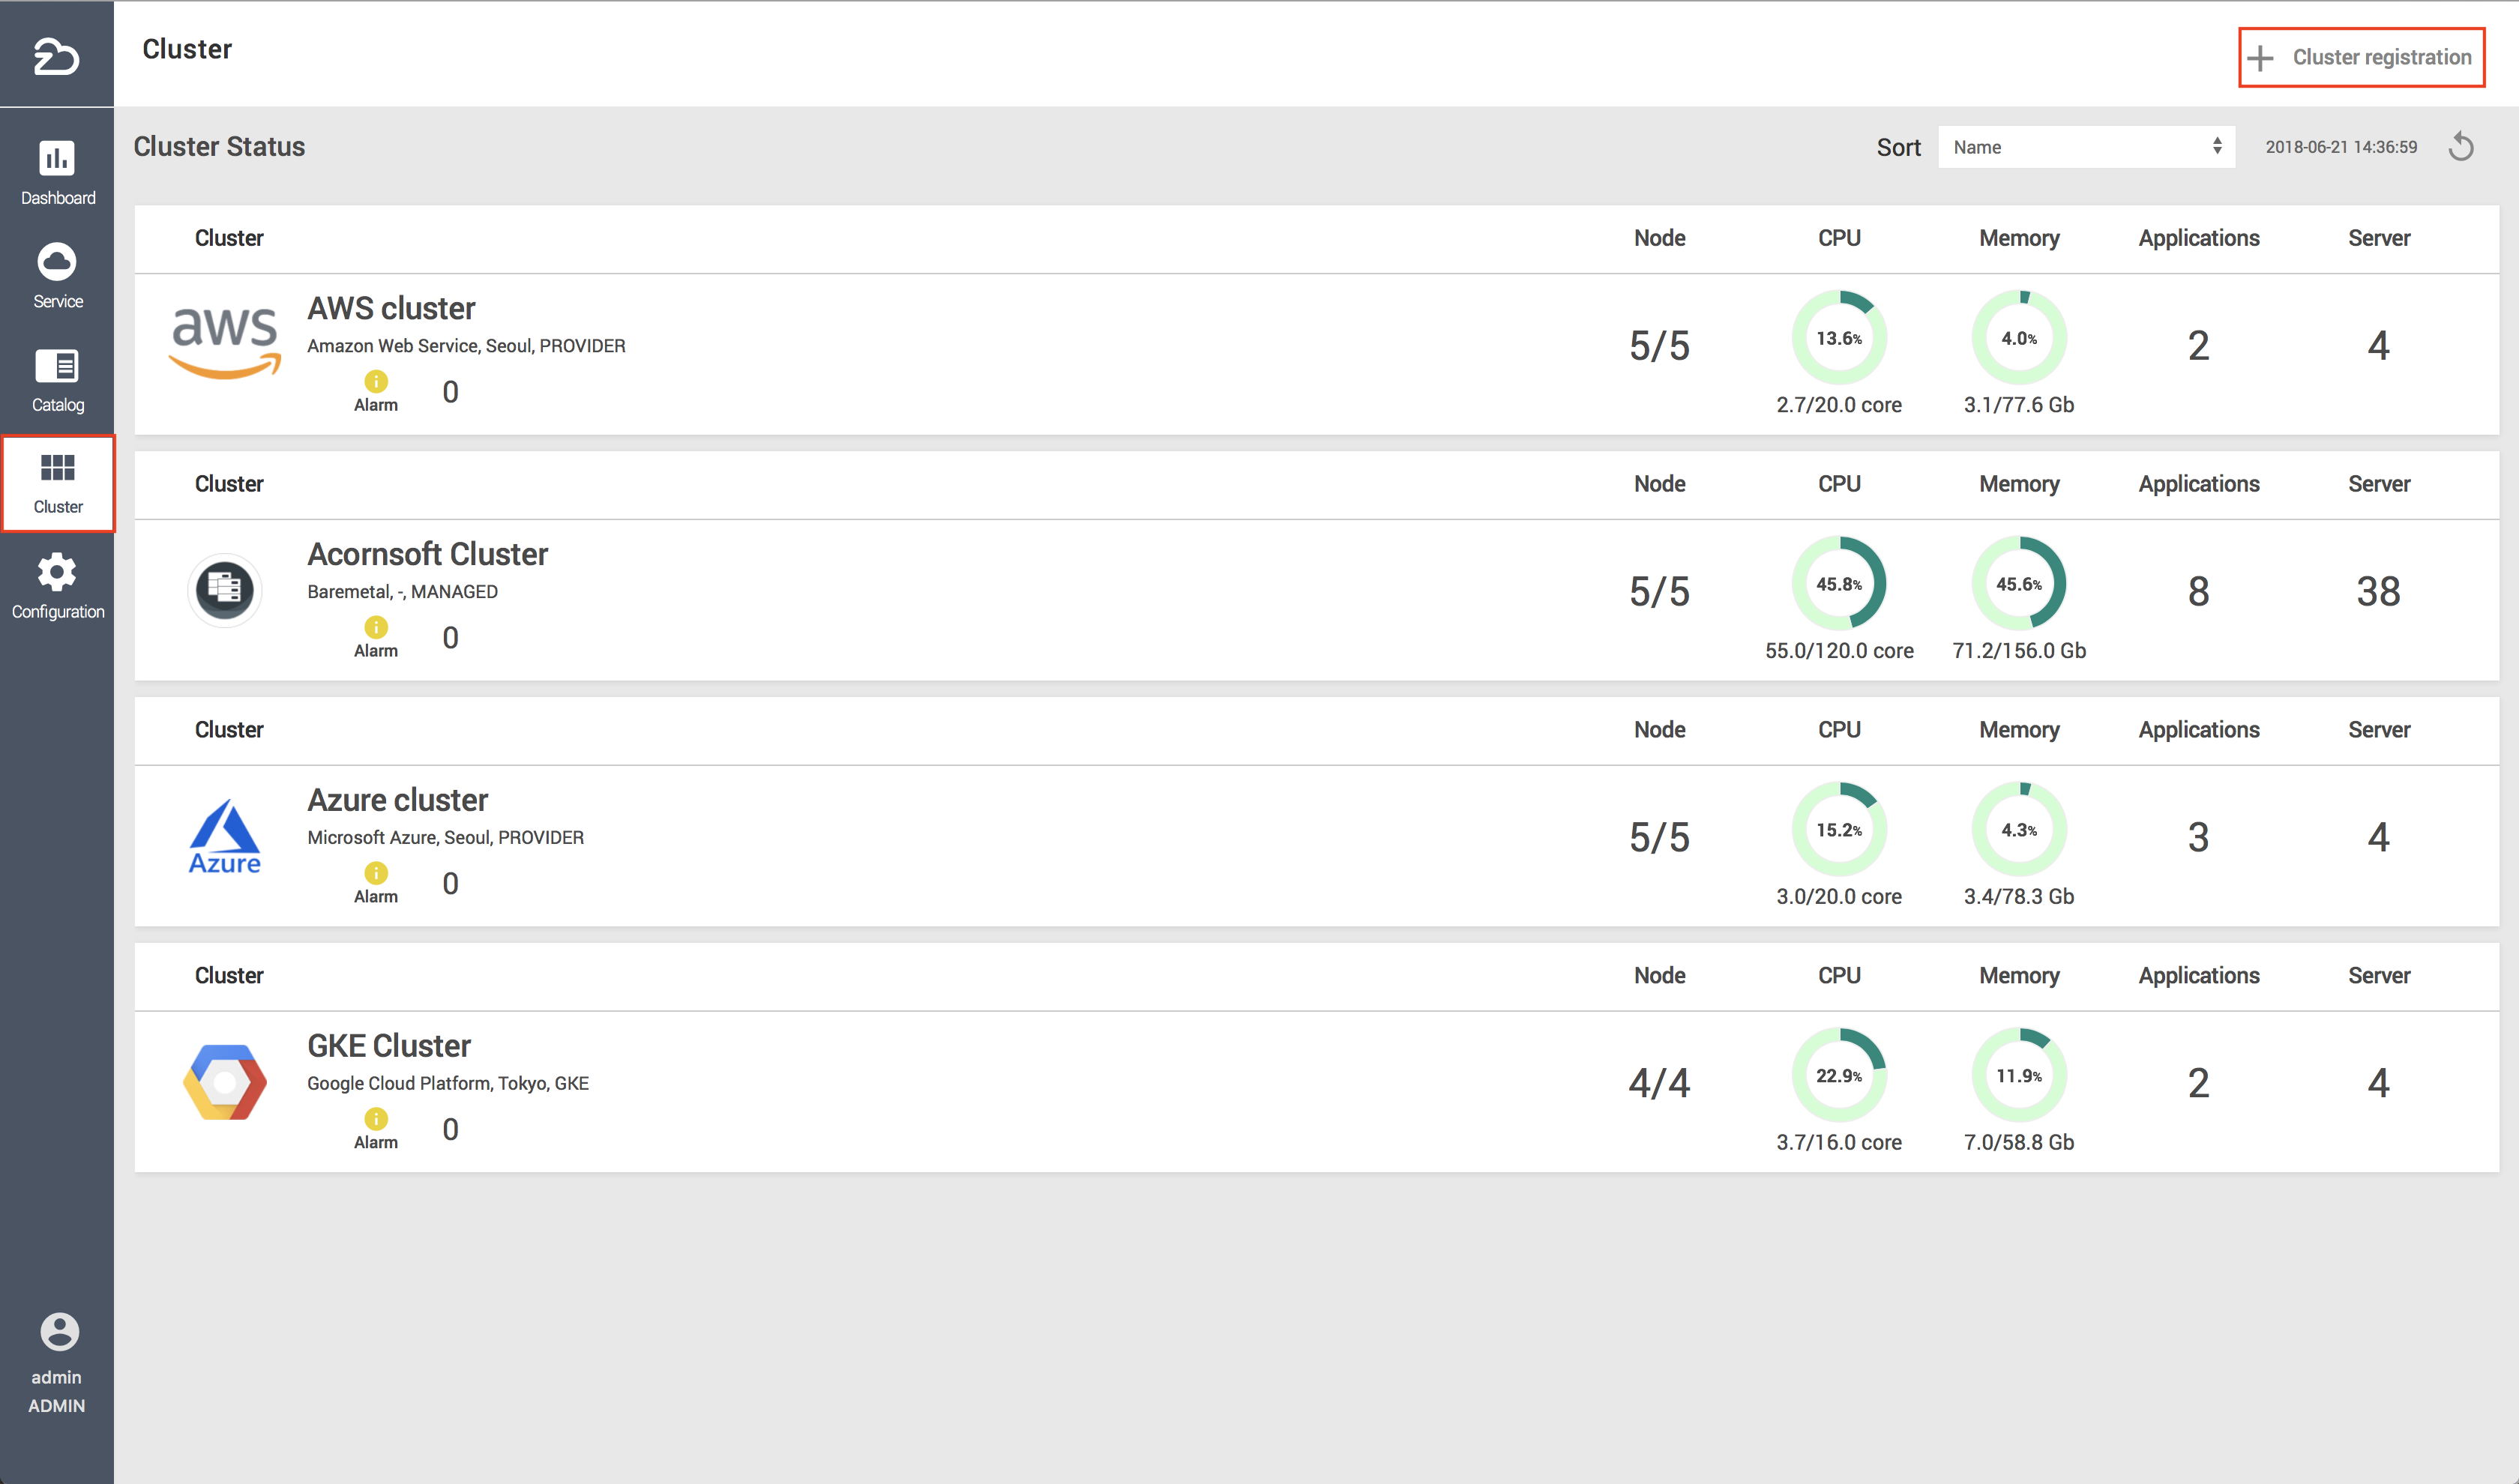 Cluster
Cluster registration
Dashboard
Service
Catalog
Cluster
Configuration
admin
ADMIN
Cluster Status
Sort
Name
2018-06-21 14:36:59
Cluster Node CPU Memory Applications Server
aws
AWS cluster
Amazon Web Service, Seoul, PROVIDER
Alarm 0
5/5
13.6%
2.7/20.0 core
4.0%
3.1/77.6 Gb
2
4
Cluster Node CPU Memory Applications Server
Acornsoft Cluster
Baremetal, -, MANAGED
Alarm 0
5/5
45.8%
55.0/120.0 core
45.6%
71.2/156.0 Gb
8
38
Cluster Node CPU Memory Applications Server
Azure
Azure cluster
Microsoft Azure, Seoul, PROVIDER
Alarm 0
5/5
15.2%
3.0/20.0 core
4.3%
3.4/78.3 Gb
3
4
Cluster Node CPU Memory Applications Server
GKE Cluster
Google Cloud Platform, Tokyo, GKE
Alarm 0
4/4
22.9%
3.7/16.0 core
11.9%
7.0/58.8 Gb
2
4